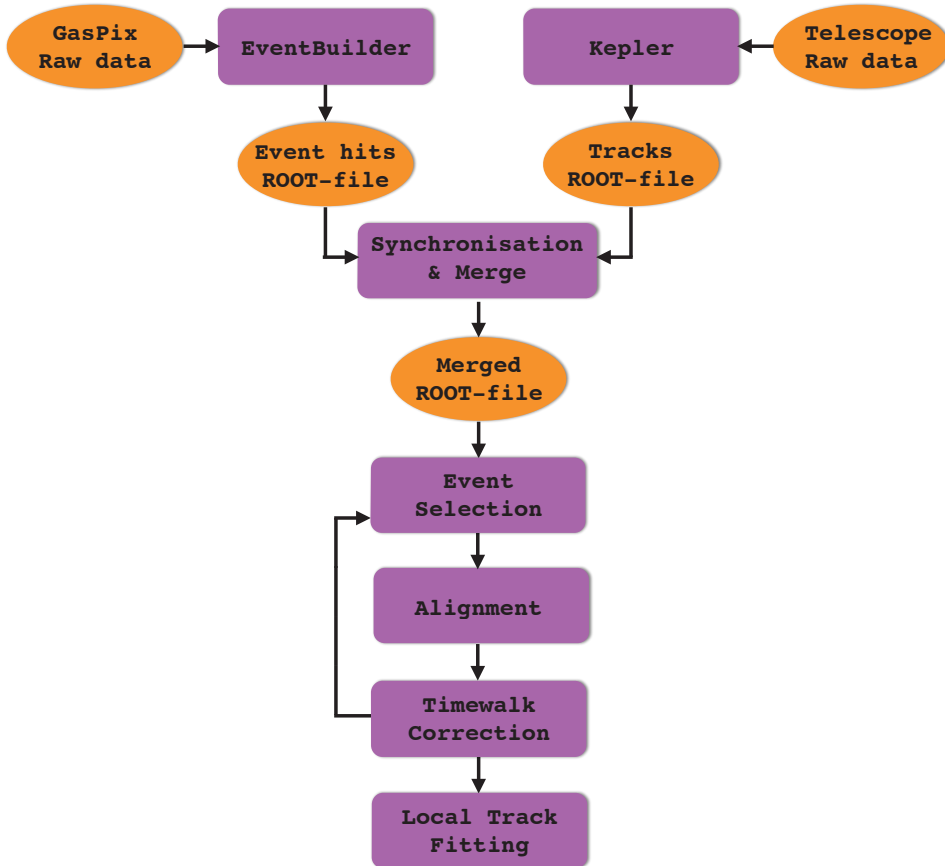 GasPix
Raw data
EventBuilder
Kepler
Telescope
Raw data
Event hits
ROOT-file
Tracks
ROOT-file
Synchronisation
& Merge
Merged
ROOT-file
Event
Selection
Alignment
Timewalk
Correction
Local Track
Fitting